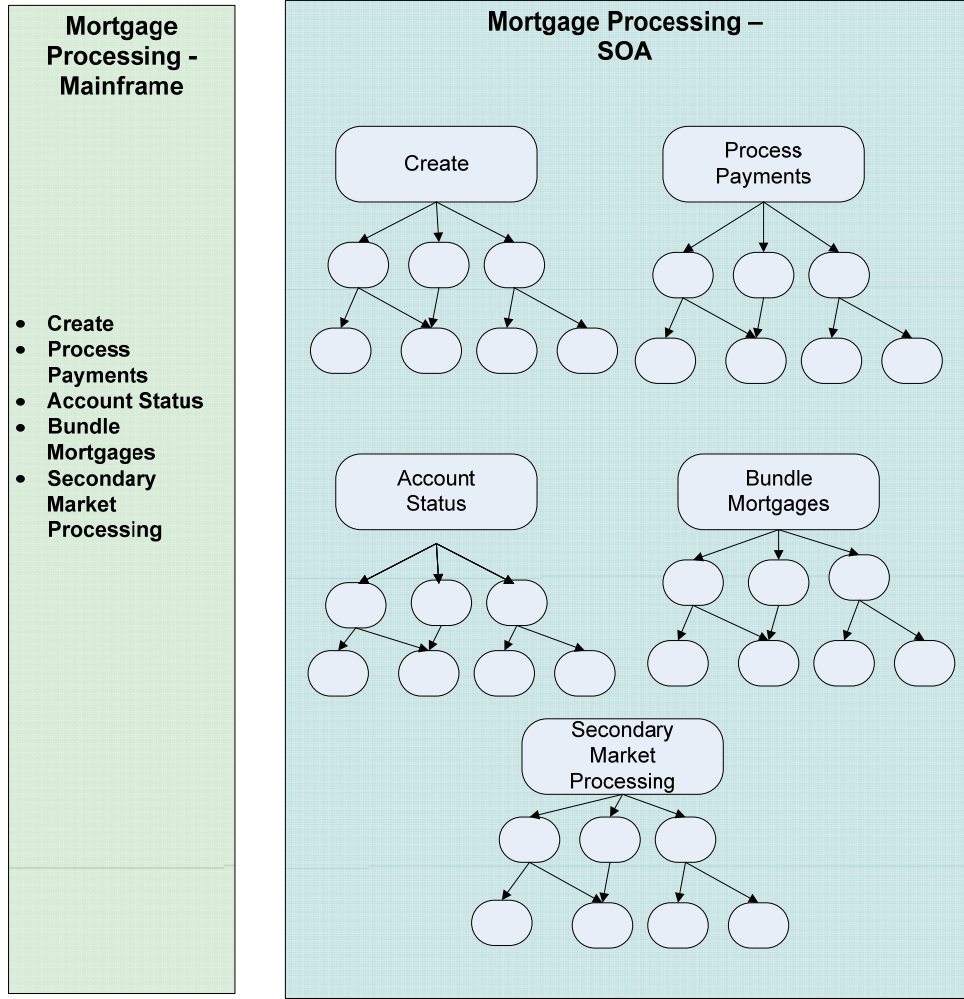 Mortgage
Processing -
Mainframe
• Create
• Process
Payments
• Account Status
• Bundle
Mortgages
• Secondary
Market
Processing
Mortgage Processing –
SOA
Create
Process
Payments
Account
Status
Bundle
Mortgages
Secondary
Market
Processing